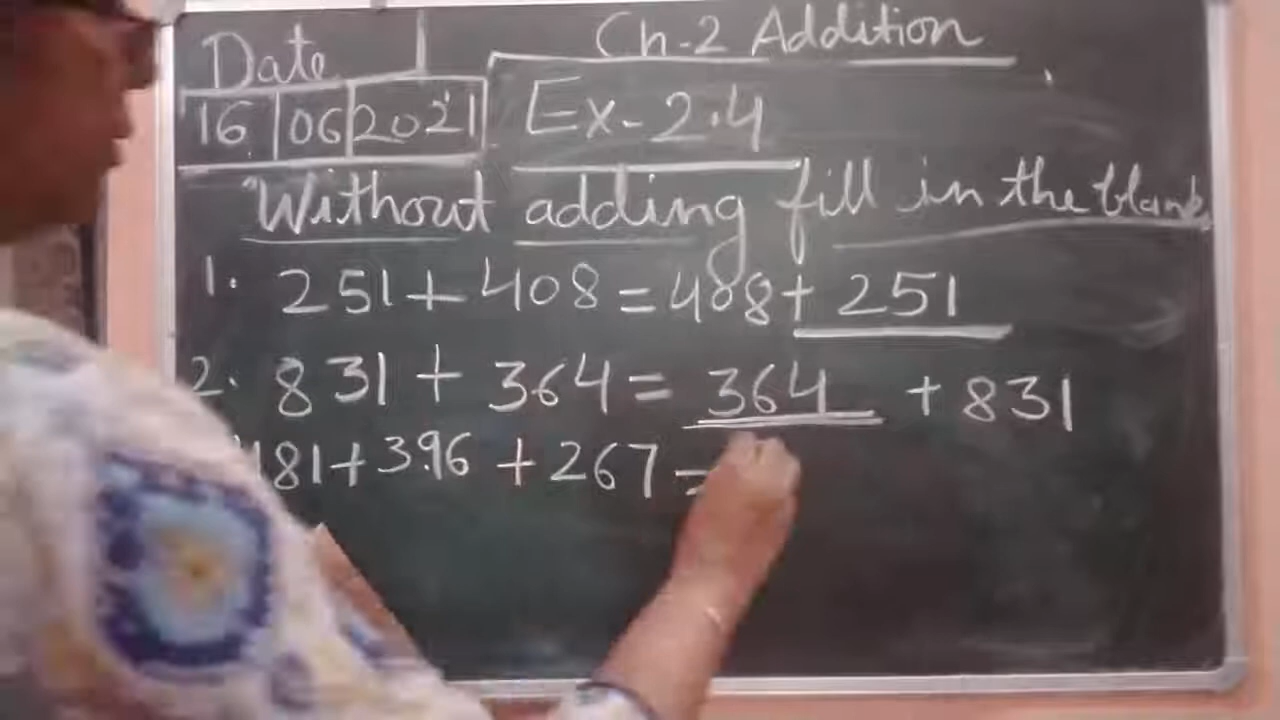 Date
Ch-2 Addition
16 06 2021
Ex-2.4
Without adding fill in the blank
1. 251 + 408 = 408 + 251
2. 831 + 364 = 364 + 831
181 + 396 + 267 =